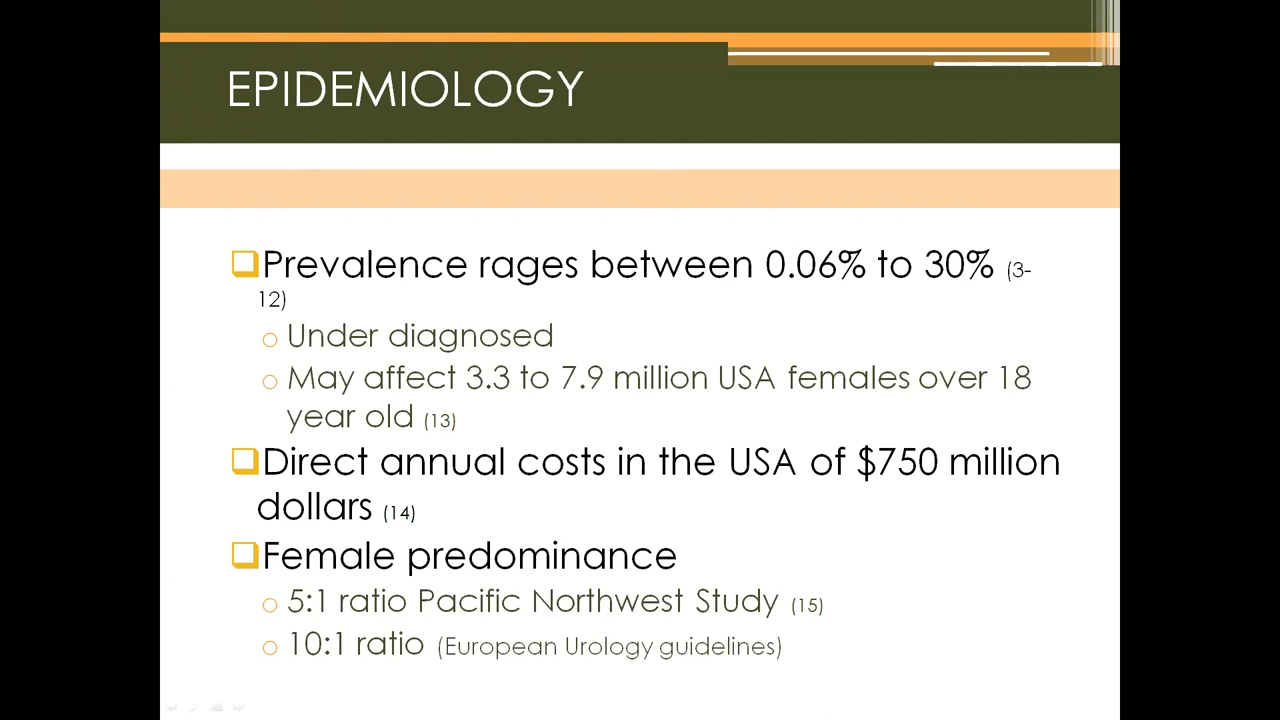 EPIDEMIOLOGY
Prevalence rages between 0.06% to 30% (3-
12)
Under diagnosed
May affect 3.3 to 7.9 million USA females over 18
year old (13)
Direct annual costs in the USA of $750 million
dollars (14)
Female predominance
5:1 ratio Pacific Northwest Study (15)
10:1 ratio (European Urology guidelines)